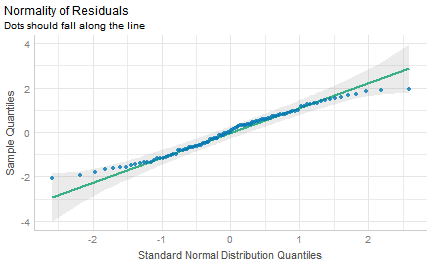 Normality of Residuals
Dots should fall along the line
4
2
0
-2
-4
Sample Quantiles
-2
-1
0
1
2
Standard Normal Distribution Quantiles